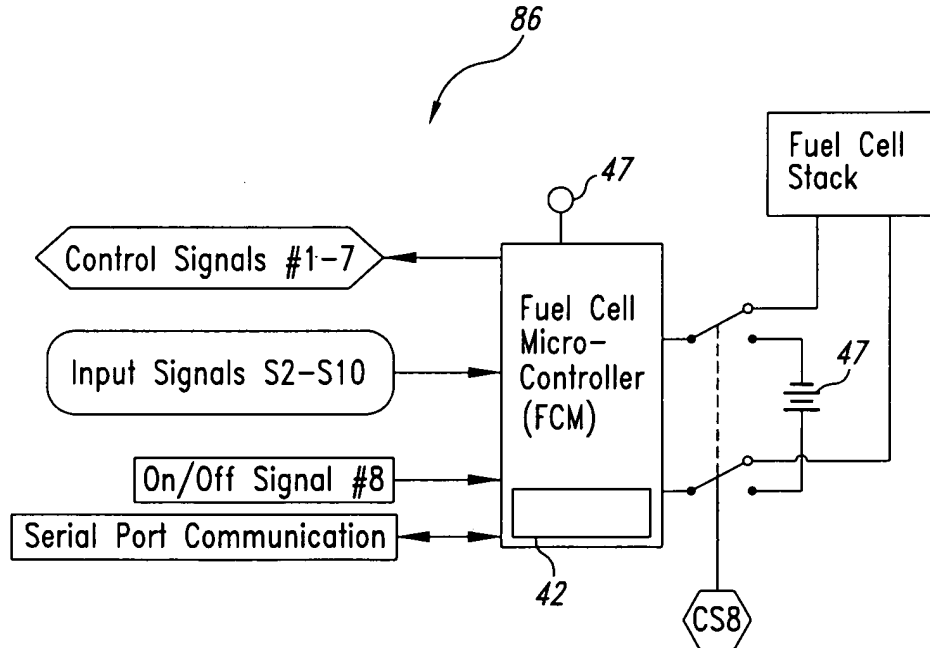 86
Fuel Cell
Stack
47
Control Signals #1-7
Fuel Cell
Micro-
Controller
(FCM)
Input Signals S2-S10
47
On/Off Signal #8
Serial Port Communication
42
CS8